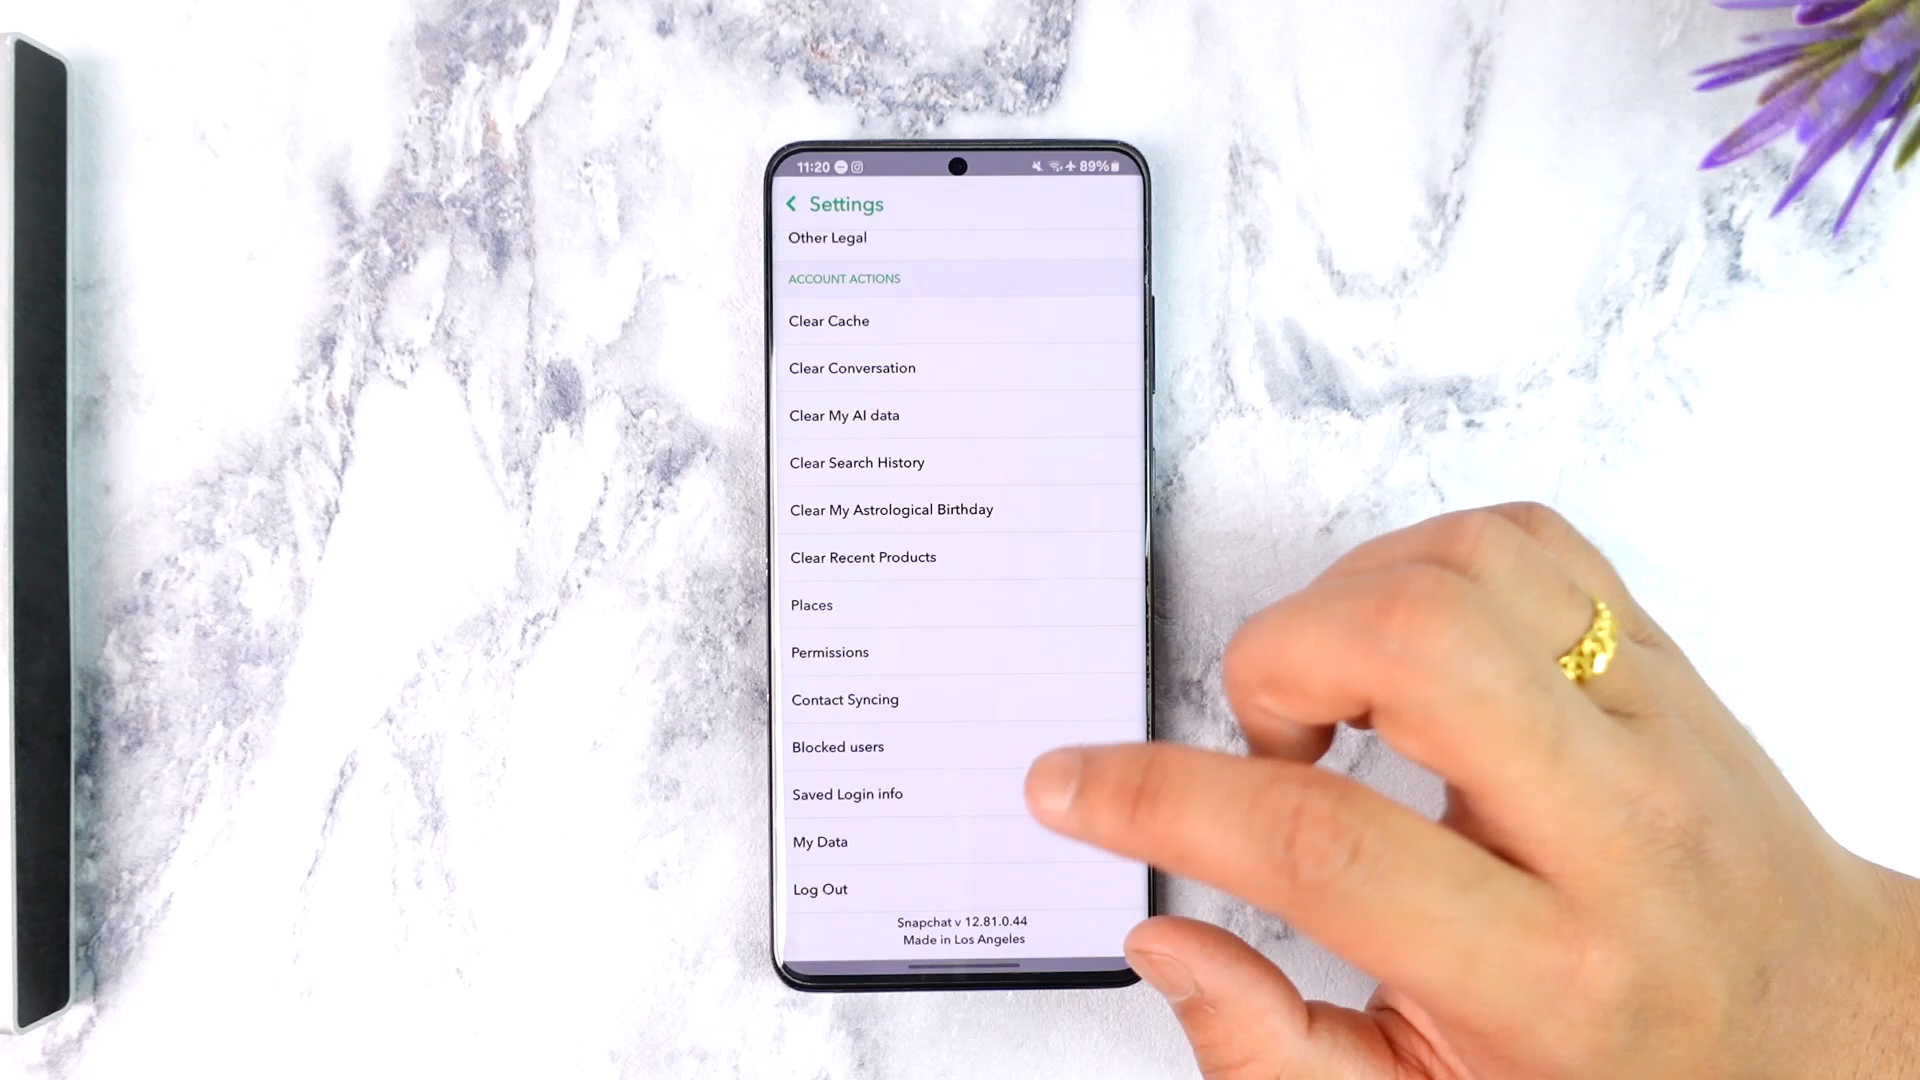 11:20 89%
Settings
Other Legal
ACCOUNT ACTIONS
Clear Cache
Clear Conversation
Clear My AI data
Clear Search History
Clear My Astrological Birthday
Clear Recent Products
Places
Permissions
Contact Syncing
Blocked users
Saved Login info
My Data
Log Out
Snapchat v 12.81.0.44
Made in Los Angeles